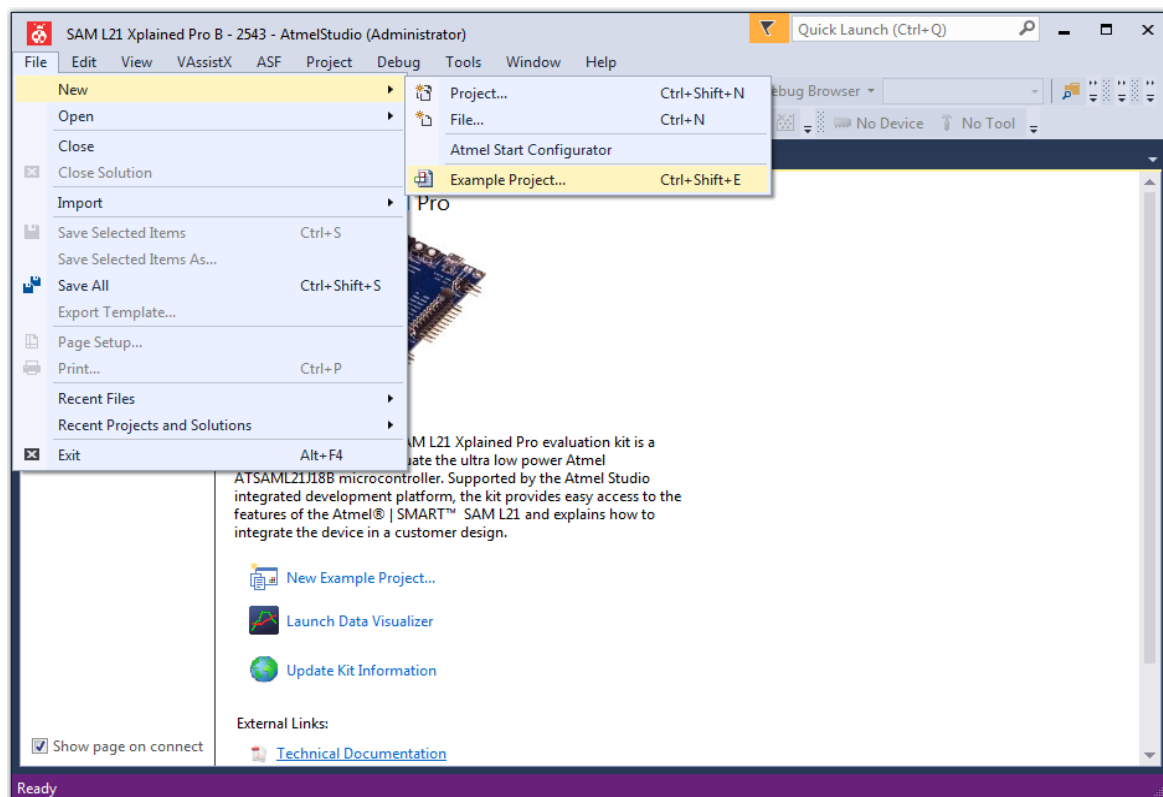 SAM L21 Xplained Pro B - 2543 - AtmelStudio (Administrator)
Quick Launch (Ctrl+Q)
File Edit View VAssistX ASF Project Debug Tools Window Help
New
Project... Ctrl+Shift+N
Debug Browser
Open
File... Ctrl+N
No Device No Tool
Close
Atmel Start Configurator
Close Solution
Example Project... Ctrl+Shift+E
Import
Pro
Save Selected Items Ctrl+S
Save Selected Items As...
Save All Ctrl+Shift+S
Export Template...
Page Setup...
Print... Ctrl+P
Recent Files
Recent Projects and Solutions
Exit Alt+F4
L21 Xplained Pro evaluation kit is a
the ultra low power Atmel
ATSAML21J18B microcontroller. Supported by the Atmel Studio
integrated development platform, the kit provides easy access to the
features of the Atmel® | SMART™ SAM L21 and explains how to
integrate the device in a customer design.
New Example Project...
Launch Data Visualizer
Update Kit Information
External Links:
Show page on connect
Technical Documentation
Ready